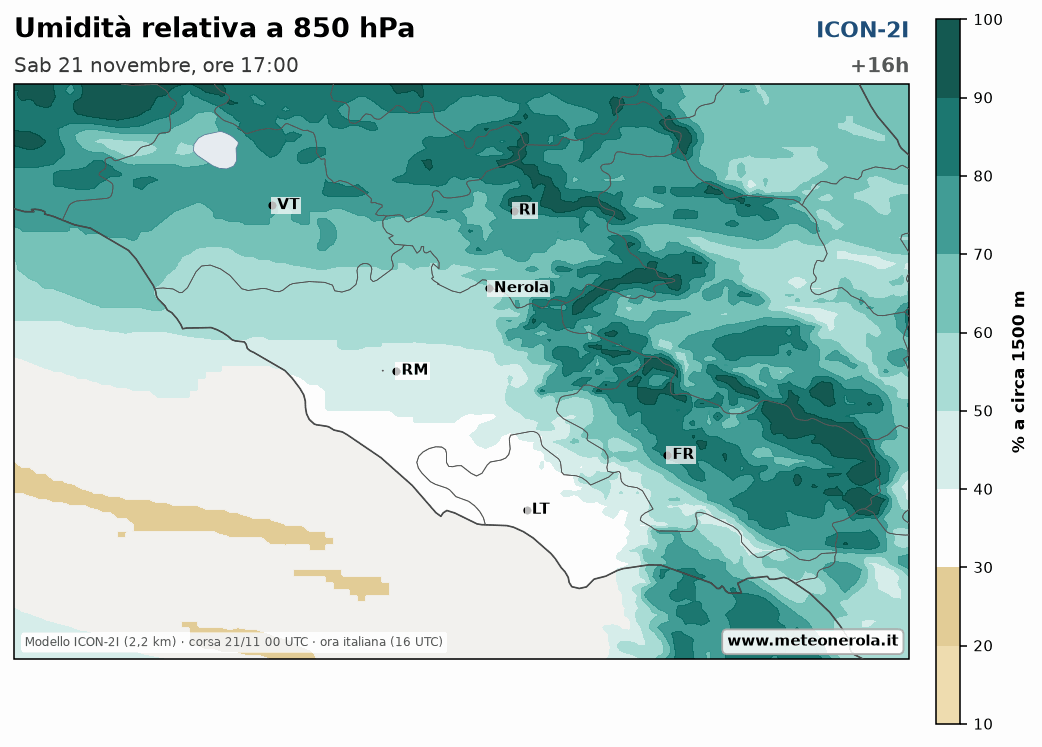 Umidità relativa a 850 hPa
ICON-2I
Sab 21 novembre, ore 17:00
+16h
100
90
80
70
60
50
40
30
20
10
% a circa 1500 m
VT
RI
Nerola
RM
FR
LT
Modello ICON-2I (2,2 km) · corsa 21/11 00 UTC · ora italiana (16 UTC)
www.meteonerola.it